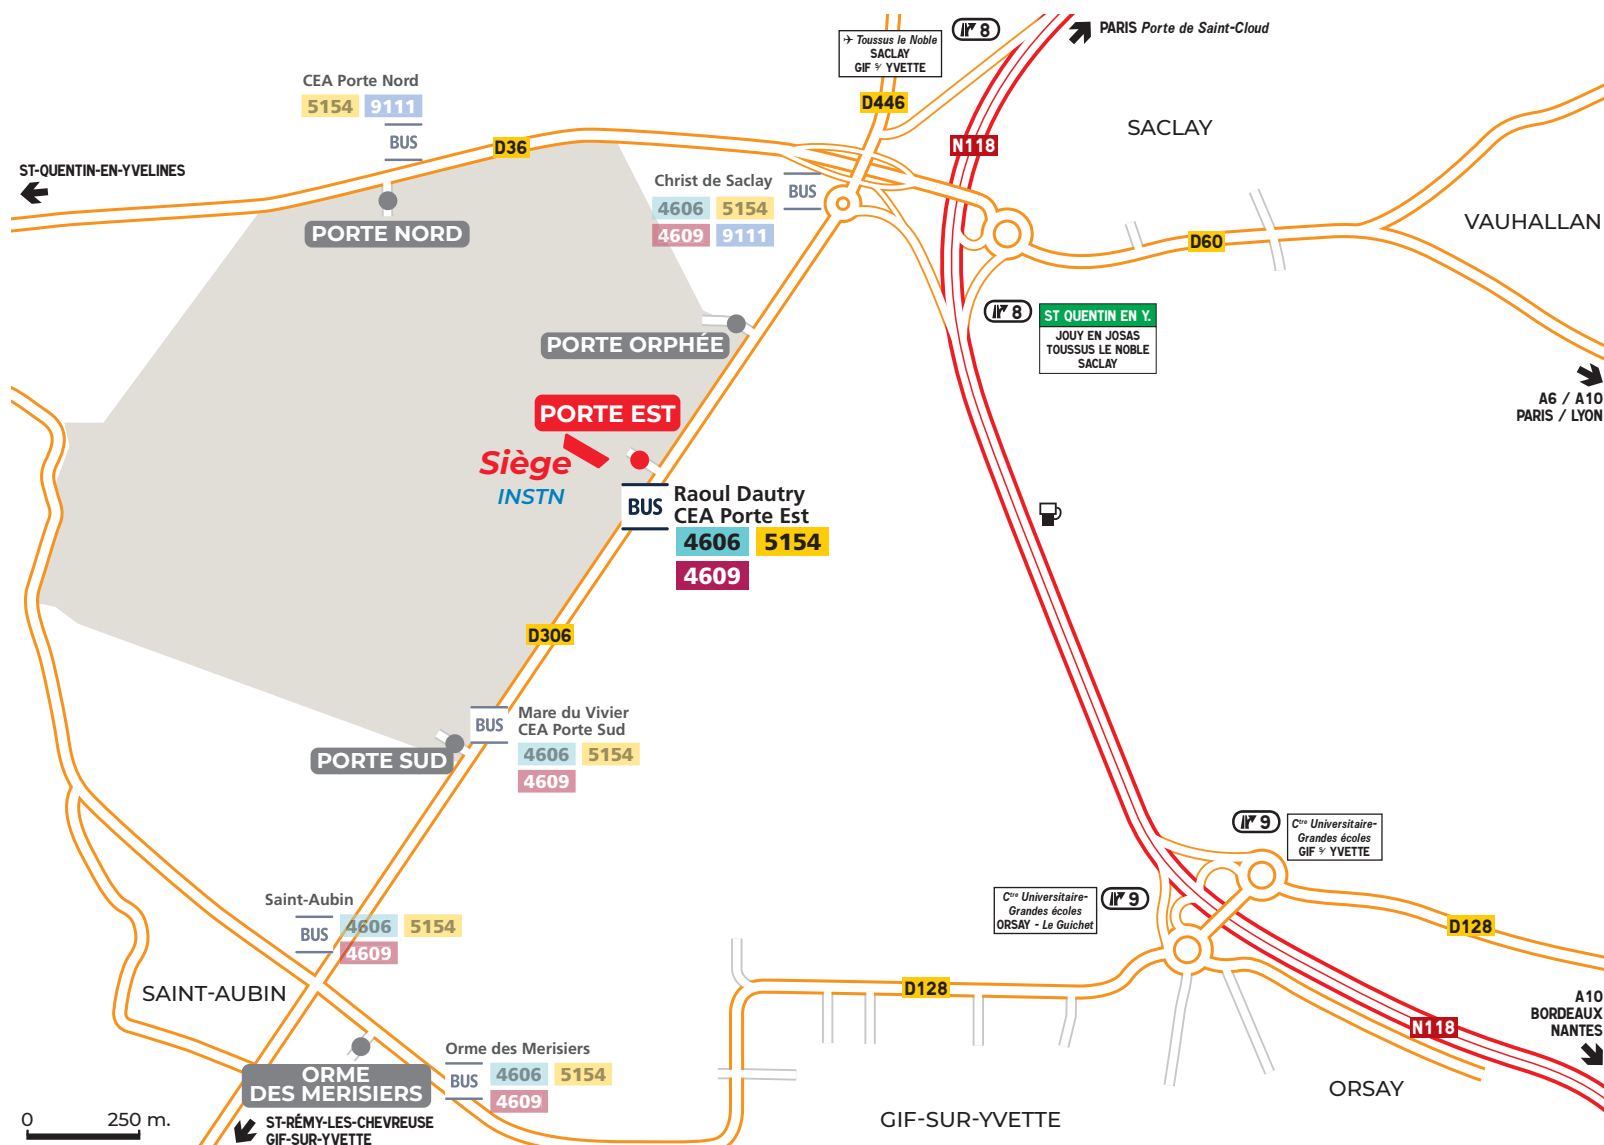 8
PARIS Porte de Saint-Cloud
Toussus le Noble
SACLAY
GIF S/ YVETTE
D446
CEA Porte Nord
5154 9111
BUS
D36
N118
SACLAY
ST-QUENTIN-EN-YVELINES
Christ de Saclay
BUS
4606 5154
4609 9111
PORTE NORD
VAUHALLAN
D60
8
ST QUENTIN EN Y.
JOUY EN JOSAS
TOUSSUS LE NOBLE
SACLAY
PORTE ORPHÉE
A6 / A10
PARIS / LYON
PORTE EST
Siège
INSTN
BUS
Raoul Dautry
CEA Porte Est
4606 5154
4609
D306
BUS
Mare du Vivier
CEA Porte Sud
4606 5154
4609
PORTE SUD
9
Ctre Universitaire-
Grandes écoles
GIF S/ YVETTE
Ctre Universitaire-
Grandes écoles
ORSAY - Le Guichet
9
Saint-Aubin
BUS
4606 5154
4609
D128
SAINT-AUBIN
D128
A10
BORDEAUX
NANTES
N118
Orme des Merisiers
BUS
4606 5154
4609
ORME
DES MERISIERS
ORSAY
GIF-SUR-YVETTE
0 250 m.
ST-RÉMY-LES-CHEVREUSE
GIF-SUR-YVETTE